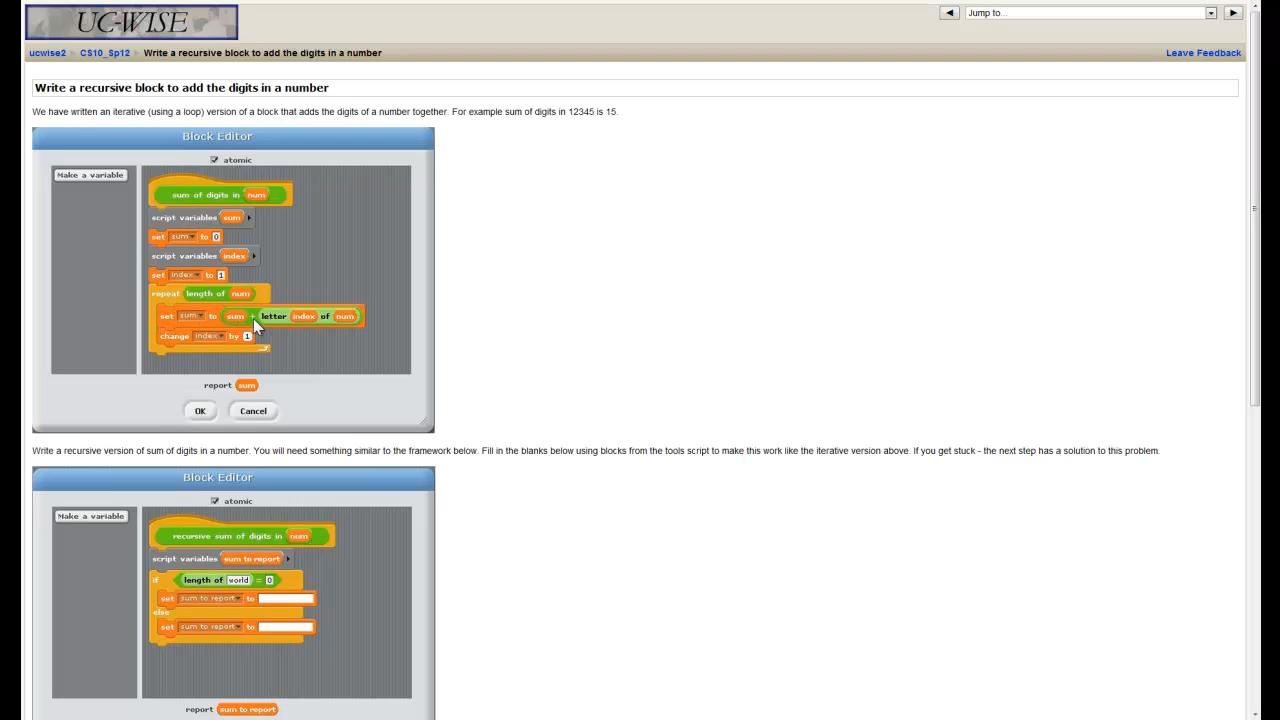 UC-WISE
Jump to...
ucwise2 CS10_Sp12 Write a recursive block to add the digits in a number
Leave Feedback
Write a recursive block to add the digits in a number
We have written an iterative (using a loop) version of a block that adds the digits of a number together. For example sum of digits in 12345 is 15.
Block Editor
atomic
Make a variable
sum of digits in num
script variables sum
set sum to 0
script variables index
set index to 1
repeat length of num
set sum to sum + letter index of num
change index by 1
report sum
OK Cancel
Write a recursive version of sum of digits in a number. You will need something similar to the framework below. Fill in the blanks below using blocks from the tools script to make this work like the iterative version above. If you get stuck - the next step has a solution to this problem.
Block Editor
atomic
Make a variable
recursive sum of digits in num
script variables sum to report
if length of world = 0
set sum to report to
else
set sum to report to
report sum to report